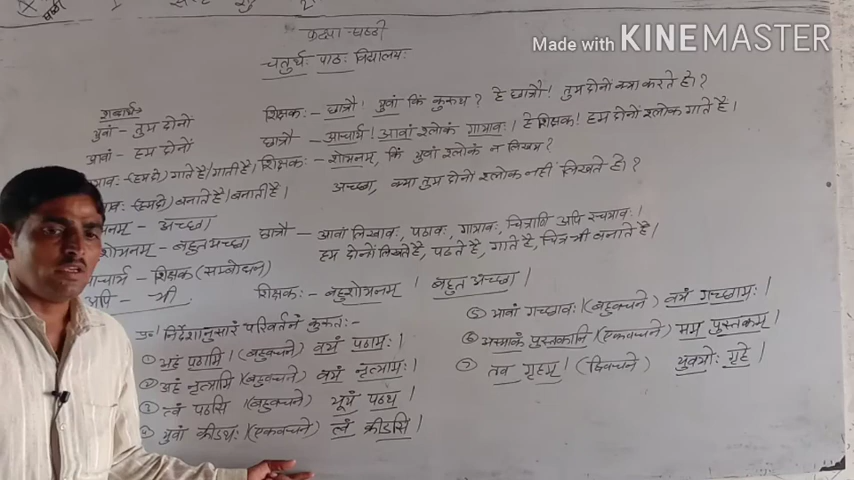 Made with KINEMASTER
कक्षा-षष्ठी
चतुर्थः पाठः विद्यालयः
शब्दार्थ
युवां - तुम दोनों
आवां - हम दोनों
(हम दो) गाते है/गाती है
(हम दो) बनाते है/बनाती है।
अच्छा
शोभनम् - बहुत अच्छा
आचार्य - शिक्षक (सम्बोधन)
अपि - भी
शिक्षकः - छात्रौ! युवां किं कुरुथः? हे छात्रौ! तुम दोनों क्या करते हो?
छात्रौ - आचार्य! आवां श्लोकं गायावः। हे शिक्षक! हम दोनों श्लोक गाते है।
शिक्षकः - शोभनम्, किं युवां श्लोकं न लिखथः?
अच्छा, क्या तुम दोनों श्लोक नहीं लिखते हो?
छात्रौ - आवां लिखावः, पठावः, गायावः, चित्राणि अपि रचयावः।
हम दोनों लिखते है, पढते है, गाते है, चित्र भी बनाते है।
शिक्षकः - बहुशोभनम्। बहुत अच्छा।
निर्देशानुसारं परिवर्तनं कुरुत:-
① अहं पठामि। (बहुवचने) वयं पठामः।
② अहं नृत्यामि (बहुवचने) वयं नृत्यामः।
③ त्वं पठसि। (बहुवचने) यूयं पठथ।
④ युवां क्रीडथः। (एकवचने) त्वं क्रीडसि।
⑤ आवां गच्छावः। (बहुवचने) वयं गच्छामः।
⑥ अस्माकं पुस्तकानि। (एकवचने) मम पुस्तकम्।
⑦ तव गृहम्। (द्विवचने) युवयोः गृहे।